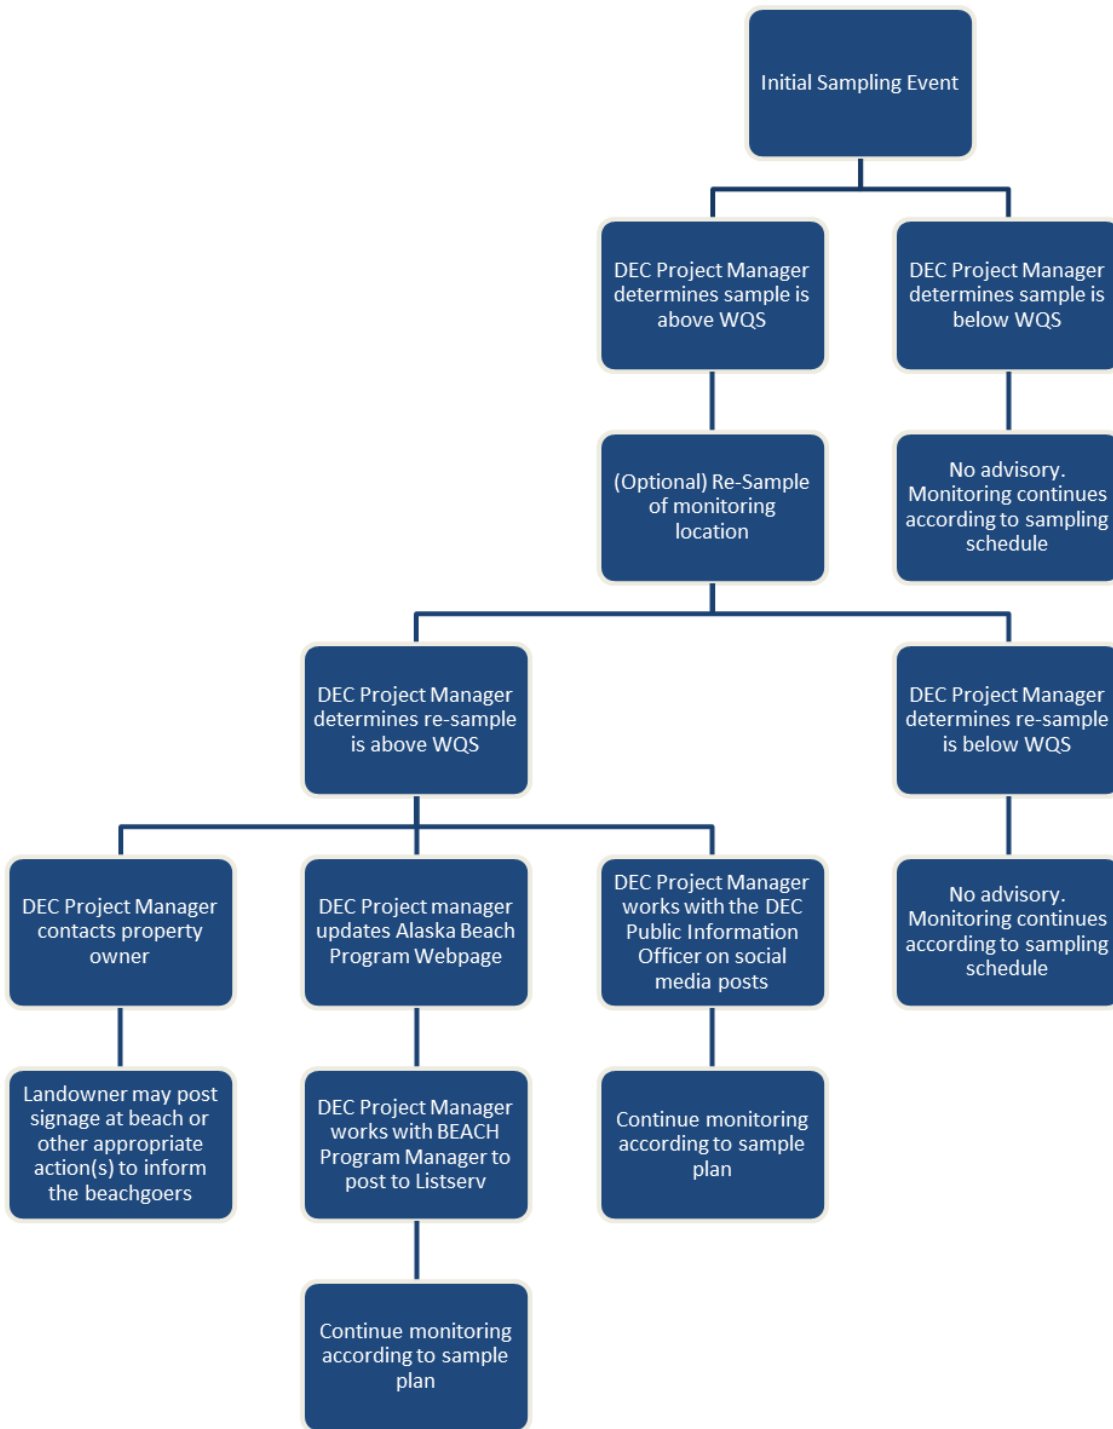 Initial Sampling Event
DEC Project Manager
determines sample is
above WQS
DEC Project Manager
determines sample is
below WQS
(Optional) Re-Sample
of monitoring
location
No advisory.
Monitoring continues
according to sampling
schedule
DEC Project Manager
determines re-sample
is above WQS
DEC Project Manager
determines re-sample
is below WQS
DEC Project Manager
contacts property
owner
DEC Project manager
updates Alaska Beach
Program Webpage
DEC Project Manager
works with the DEC
Public Information
Officer on social
media posts
No advisory.
Monitoring continues
according to sampling
schedule
Landowner may post
signage at beach or
other appropriate
action(s) to inform
the beachgoers
DEC Project Manager
works with BEACH
Program Manager to
post to Listserv
Continue monitoring
according to sample
plan
Continue monitoring
according to sample
plan